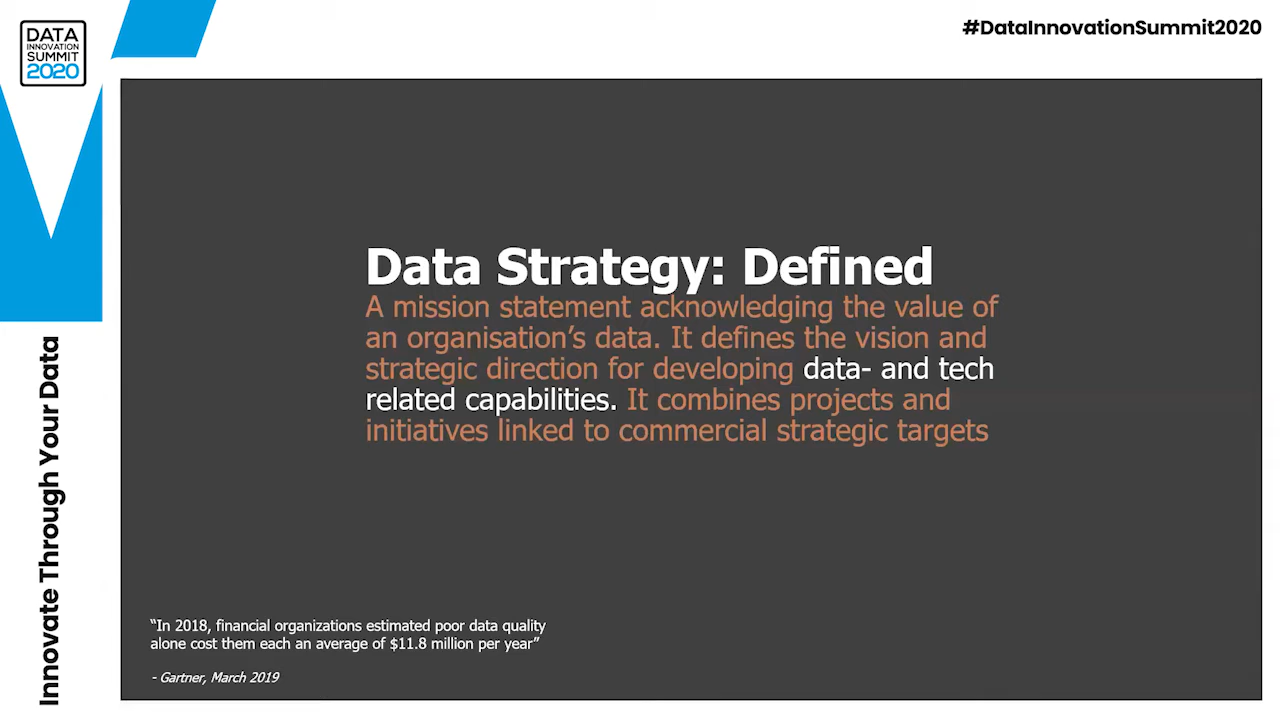 DATA
INNOVATION
SUMMIT
2020
#DataInnovationSummit2020
Innovate Through Your Data
Data Strategy: Defined
A mission statement acknowledging the value of
an organisation’s data. It defines the vision and
strategic direction for developing data- and tech
related capabilities. It combines projects and
initiatives linked to commercial strategic targets
“In 2018, financial organizations estimated poor data quality
alone cost them each an average of $11.8 million per year”
- Gartner, March 2019